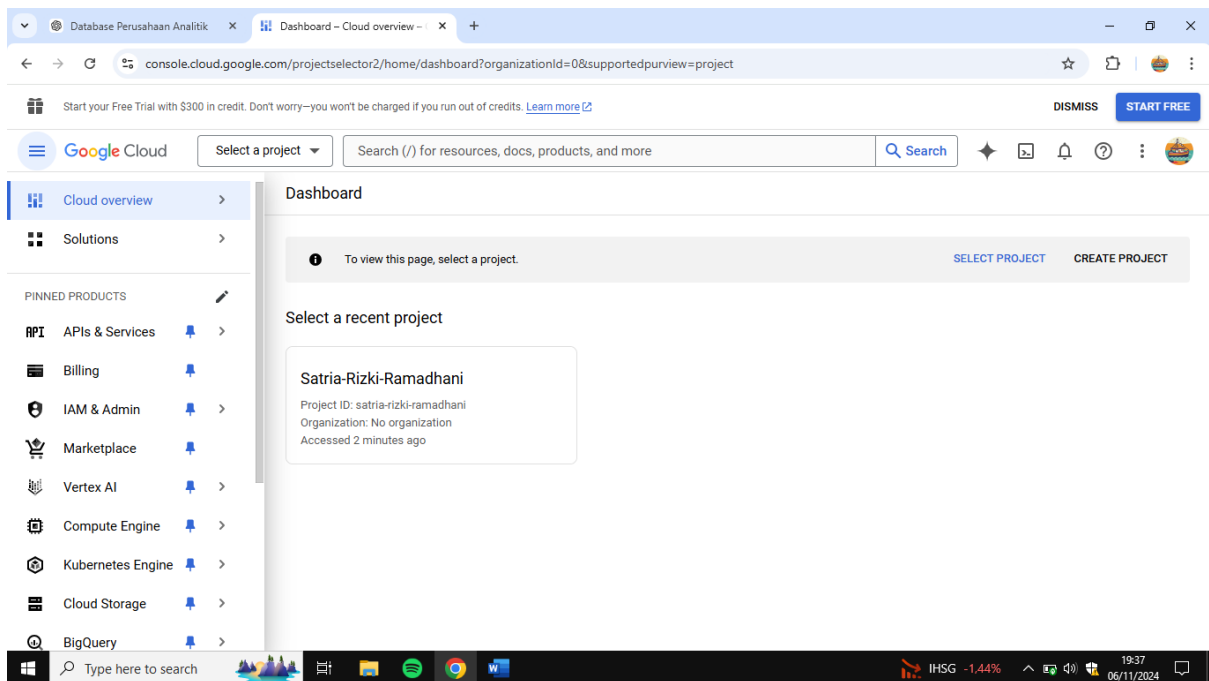 Database Perusahaan Analitik
Dashboard – Cloud overview –
console.cloud.google.com/projectselector2/home/dashboard?organizationId=0&supportedpurview=project
Start your Free Trial with $300 in credit. Don't worry—you won't be charged if you run out of credits. Learn more
DISMISS
START FREE
Google Cloud
Select a project
Search (/) for resources, docs, products, and more
Search
Cloud overview
Solutions
PINNED PRODUCTS
API APIs & Services
Billing
IAM & Admin
Marketplace
Vertex AI
Compute Engine
Kubernetes Engine
Cloud Storage
BigQuery
Dashboard
To view this page, select a project.
SELECT PROJECT
CREATE PROJECT
Select a recent project
Satria-Rizki-Ramadhani
Project ID: satria-rizki-ramadhani
Organization: No organization
Accessed 2 minutes ago
Type here to search
W
IHSG -1,44%
19:37
06/11/2024